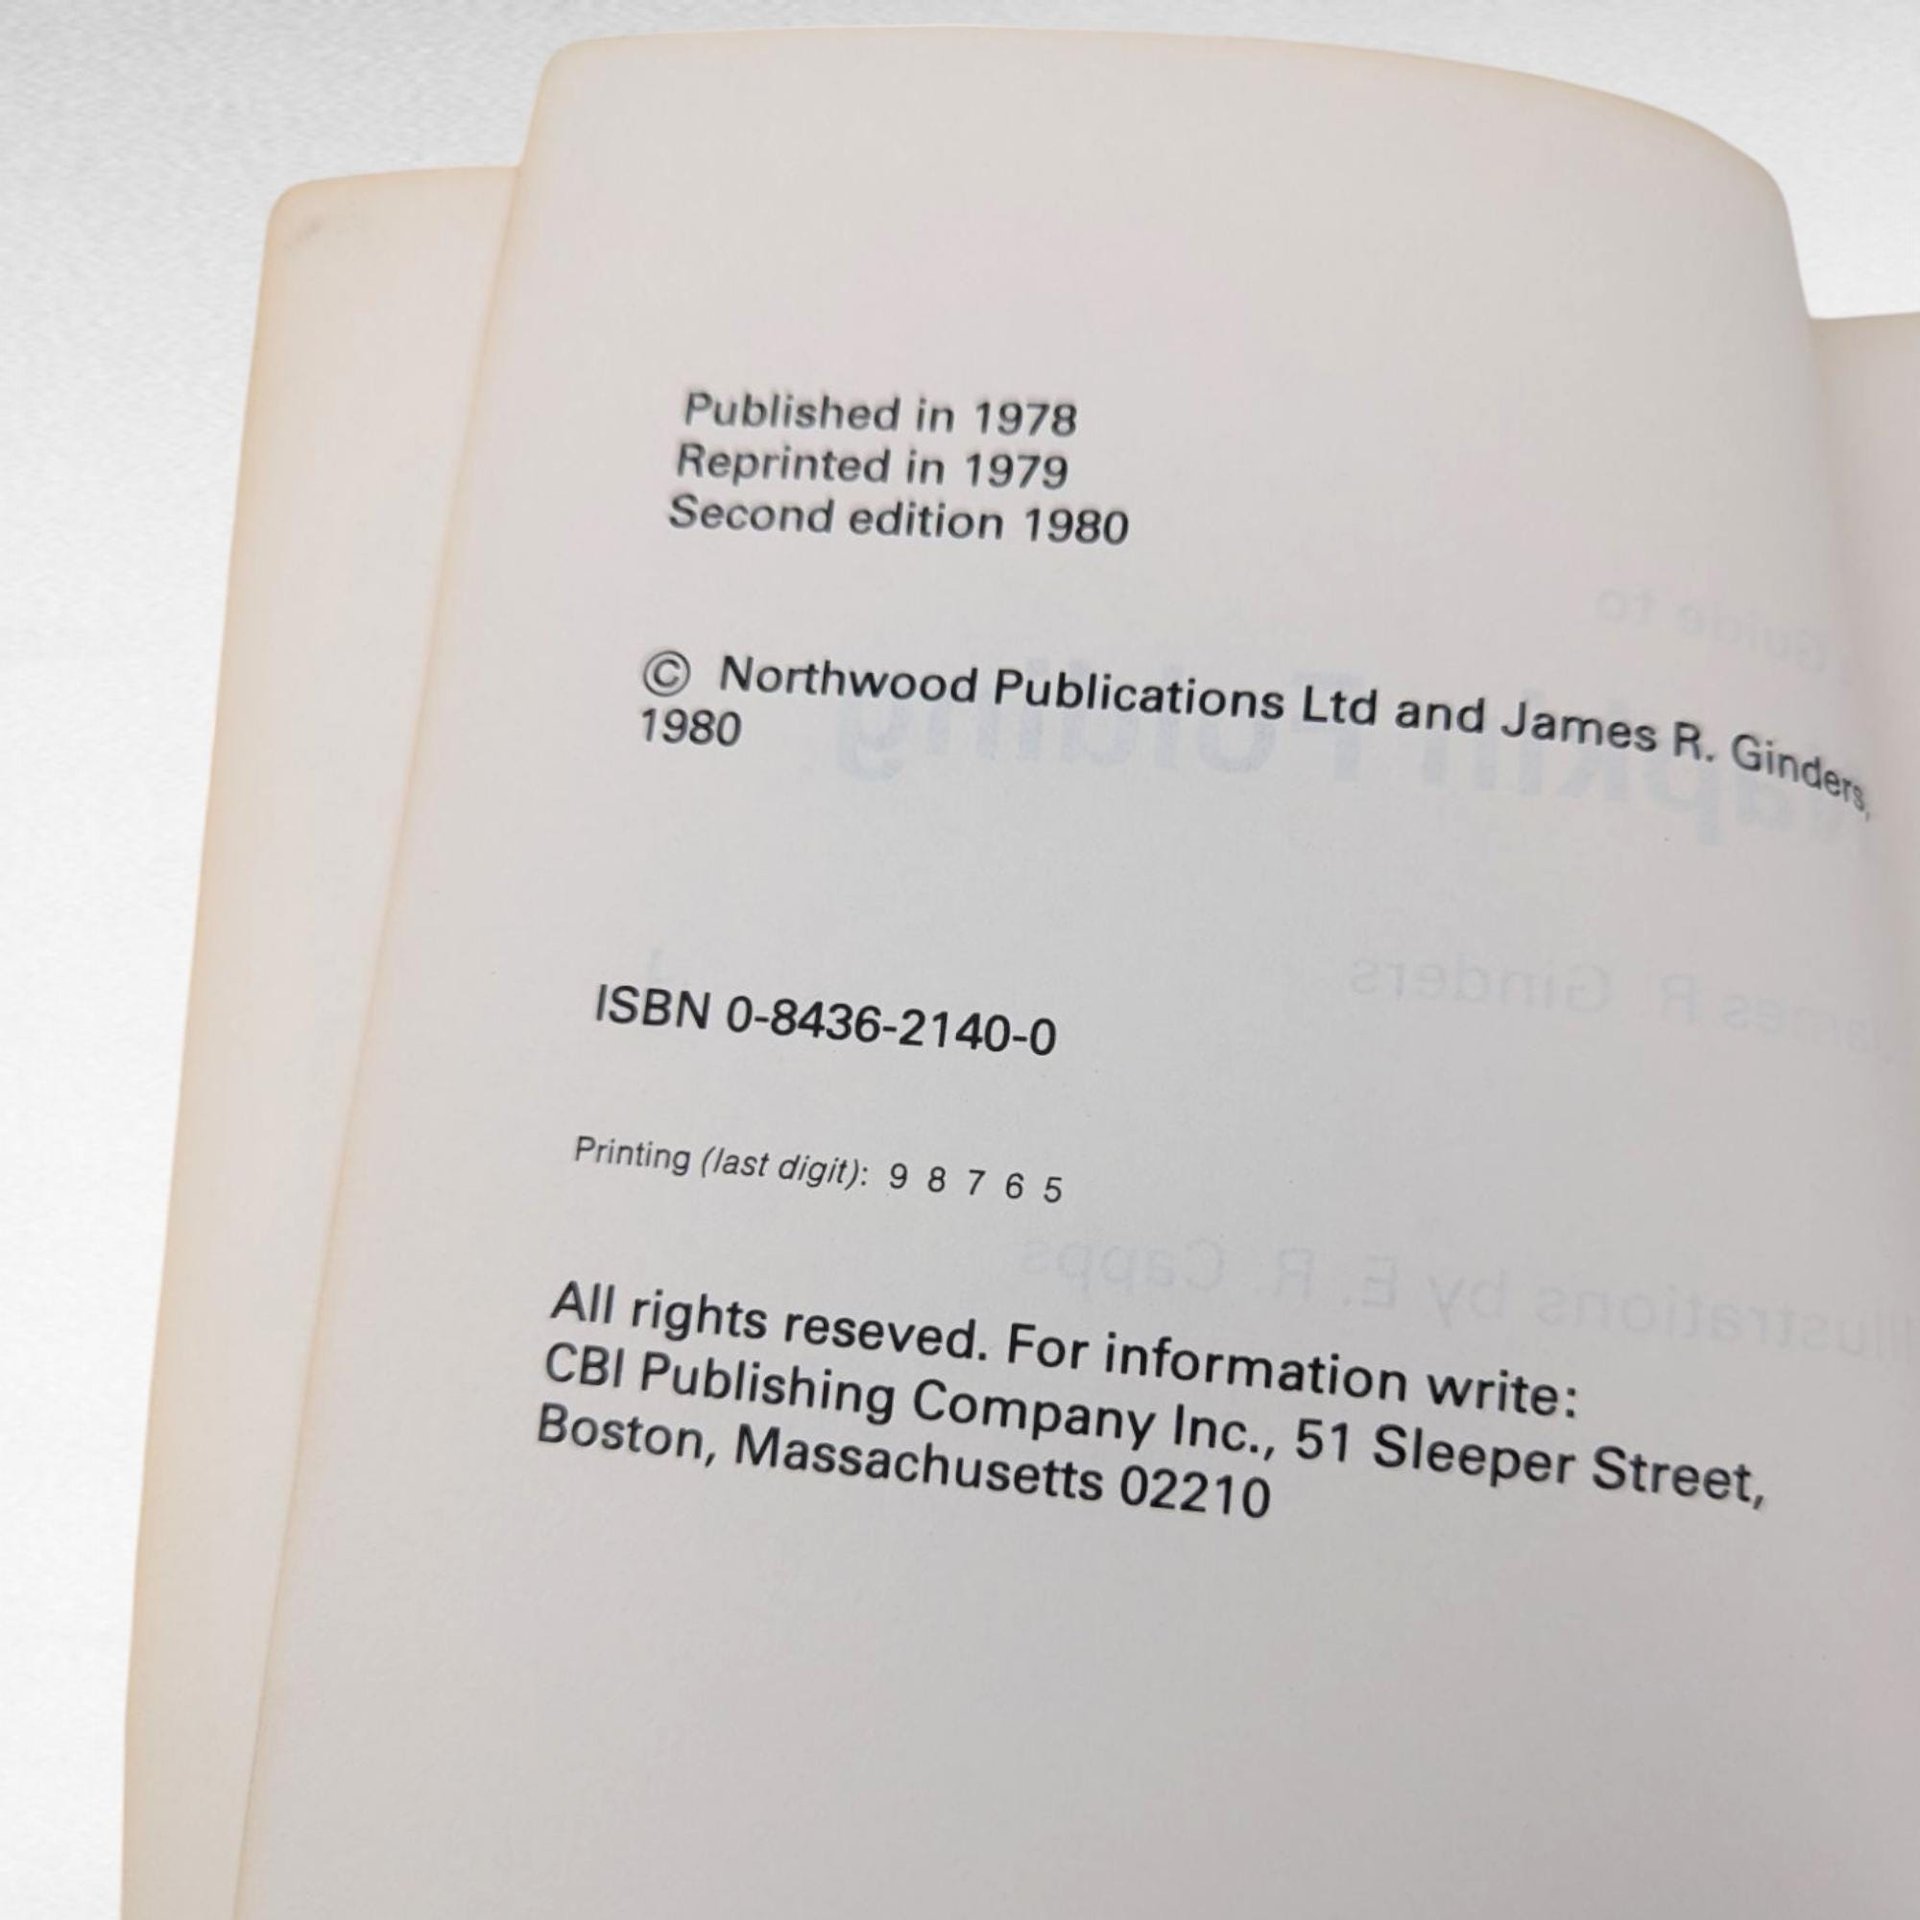 Published in 1978
Reprinted in 1979
Second edition 1980
© Northwood Publications Ltd and James R. Ginders,
1980
ISBN 0-8436-2140-0
Printing (last digit): 9 8 7 6 5
All rights reseved. For information write:
CBI Publishing Company Inc., 51 Sleeper Street,
Boston, Massachusetts 02210